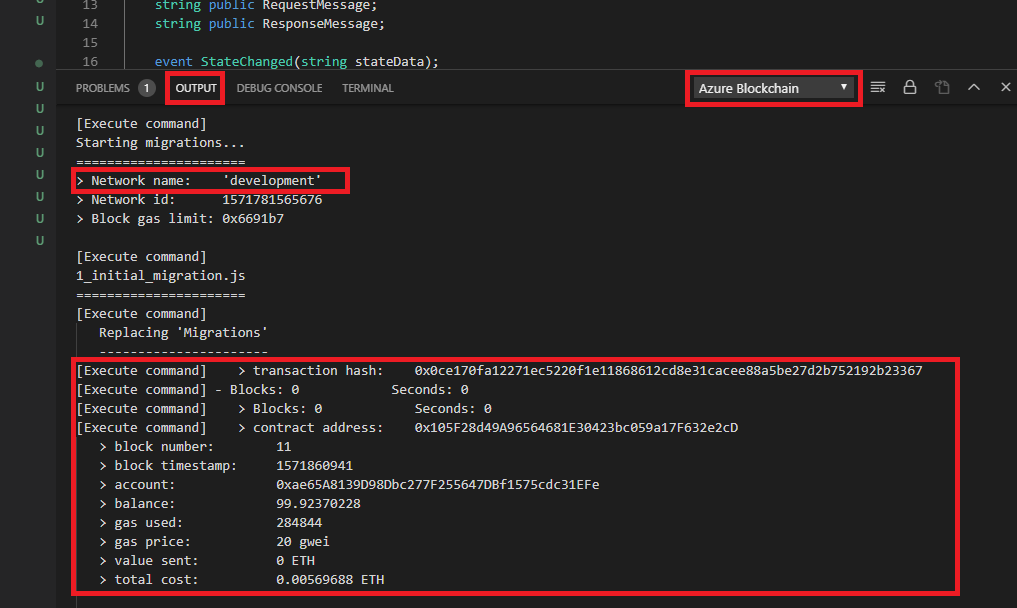 U
U
U
U
U
U
U
U
U
U
13 string public RequestMessage;
14 string public ResponseMessage;
15
16 event StateChanged(string stateData);
PROBLEMS 1 OUTPUT DEBUG CONSOLE TERMINAL Azure Blockchain
[Execute command]
Starting migrations...
======================
> Network name:    'development'
> Network id:      1571781565676
> Block gas limit: 0x6691b7
[Execute command]
1_initial_migration.js
======================
[Execute command]
   Replacing 'Migrations'
   ----------------------
[Execute command]    > transaction hash:    0x0ce170fa12271ec5220f1e11868612cd8e31cacee88a5be27d2b752192b23367
[Execute command] - Blocks: 0            Seconds: 0
[Execute command]    > Blocks: 0            Seconds: 0
[Execute command]    > contract address:    0x105F28d49A96564681E30423bc059a17F632e2cD
   > block number:        11
   > block timestamp:     1571860941
   > account:             0xae65A8139D98Dbc277F255647DBf1575cdc31EFe
   > balance:             99.92370228
   > gas used:            284844
   > gas price:           20 gwei
   > value sent:          0 ETH
   > total cost:          0.00569688 ETH